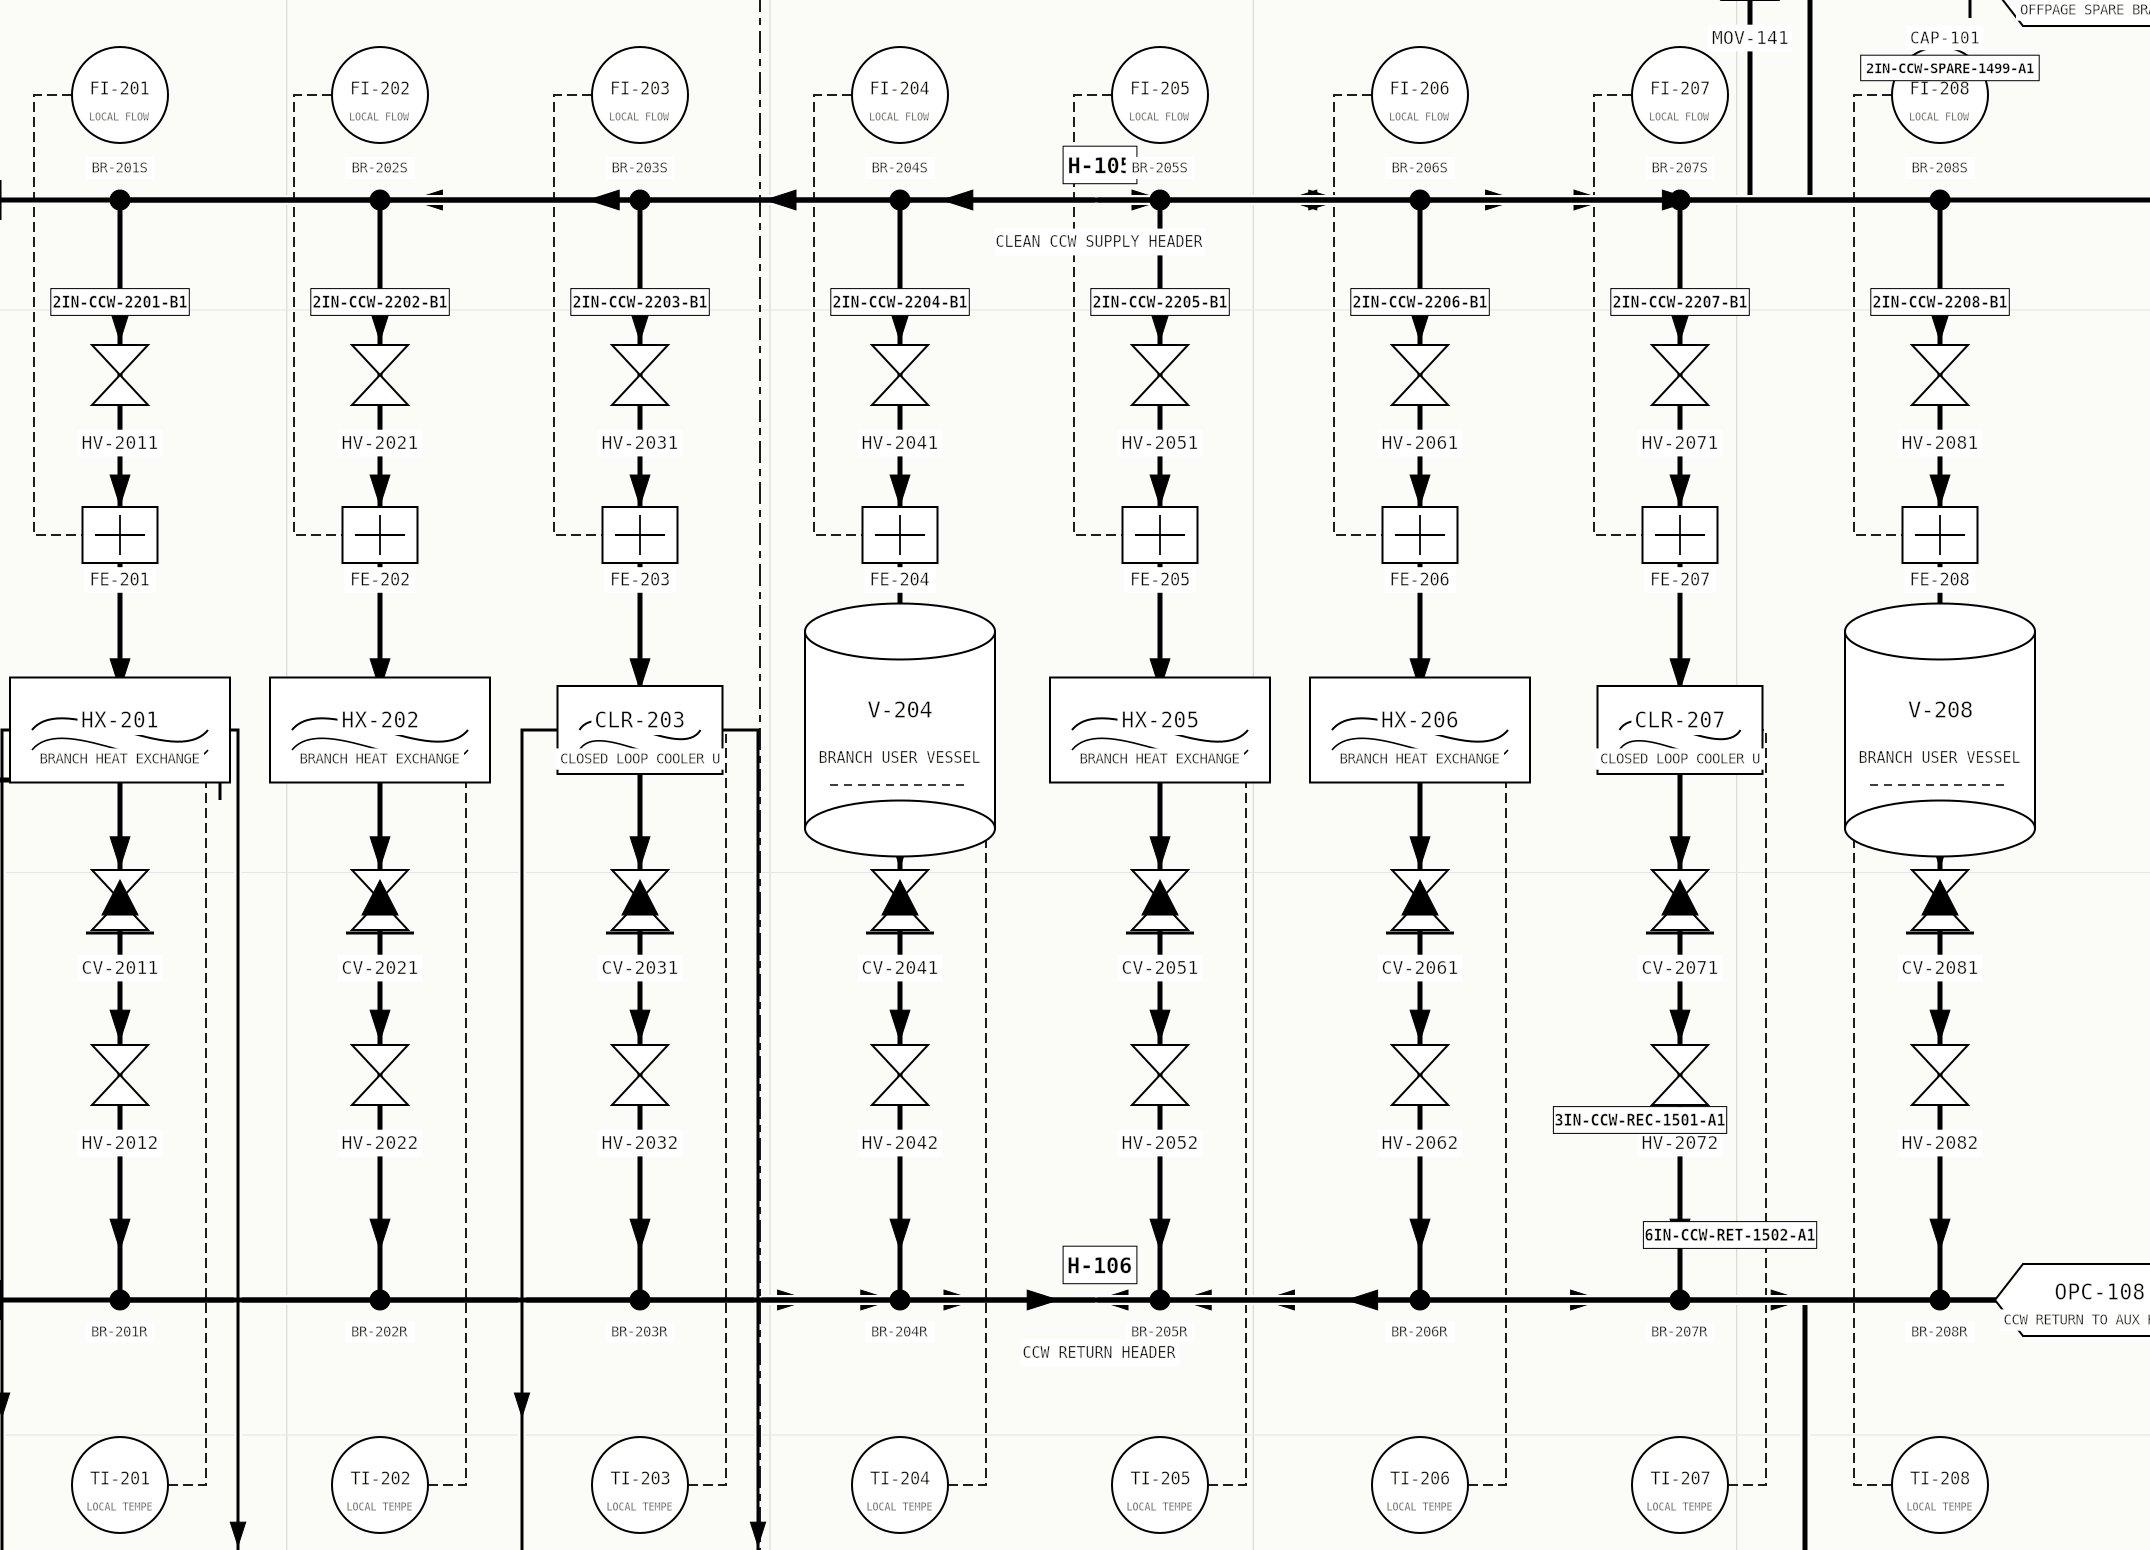 OFFPAGE SPARE
MOV-141
CAP-101
2IN-CCW-SPARE-1499-A1
FI-201
LOCAL FLOW
FI-202
LOCAL FLOW
FI-203
LOCAL FLOW
FI-204
LOCAL FLOW
FI-205
LOCAL FLOW
FI-206
LOCAL FLOW
FI-207
LOCAL FLOW
FI-208
LOCAL FLOW
BR-201S
BR-202S
BR-203S
BR-204S
H-105
BR-205S
BR-206S
BR-207S
BR-208S
CLEAN CCW SUPPLY HEADER
2IN-CCW-2201-B1
2IN-CCW-2202-B1
2IN-CCW-2203-B1
2IN-CCW-2204-B1
2IN-CCW-2205-B1
2IN-CCW-2206-B1
2IN-CCW-2207-B1
2IN-CCW-2208-B1
HV-2011
HV-2021
HV-2031
HV-2041
HV-2051
HV-2061
HV-2071
HV-2081
FE-201
FE-202
FE-203
FE-204
FE-205
FE-206
FE-207
FE-208
HX-201
BRANCH HEAT EXCHANGE
HX-202
BRANCH HEAT EXCHANGE
CLR-203
CLOSED LOOP COOLER U
V-204
BRANCH USER VESSEL
HX-205
BRANCH HEAT EXCHANGE
HX-206
BRANCH HEAT EXCHANGE
CLR-207
CLOSED LOOP COOLER U
V-208
BRANCH USER VESSEL
CV-2011
CV-2021
CV-2031
CV-2041
CV-2051
CV-2061
CV-2071
CV-2081
3IN-CCW-REC-1501-A1
HV-2012
HV-2022
HV-2032
HV-2042
HV-2052
HV-2062
HV-2072
HV-2082
6IN-CCW-RET-1502-A1
H-106
OPC-108
CCW RETURN TO AUX
BR-201R
BR-202R
BR-203R
BR-204R
BR-205R
BR-206R
BR-207R
BR-208R
CCW RETURN HEADER
TI-201
LOCAL TEMPE
TI-202
LOCAL TEMPE
TI-203
LOCAL TEMPE
TI-204
LOCAL TEMPE
TI-205
LOCAL TEMPE
TI-206
LOCAL TEMPE
TI-207
LOCAL TEMPE
TI-208
LOCAL TEMPE